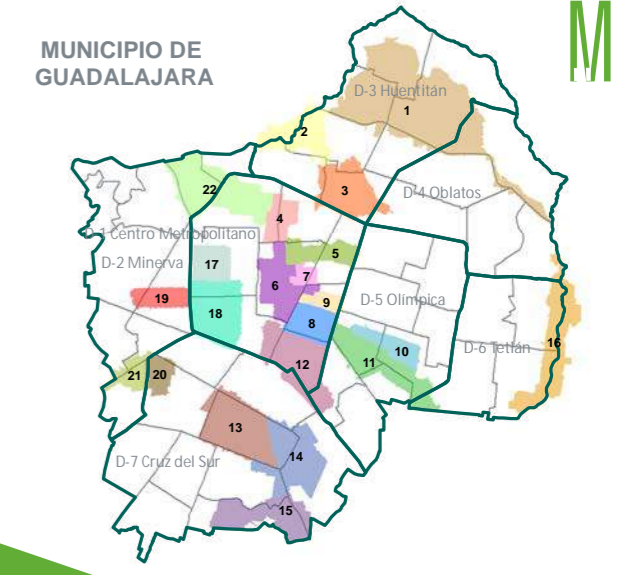 MUNICIPIO DE
GUADALAJARA
M
D-3 Huentitán
1
2
3
D-4 Oblatos
22
4
D-1 Centro Metropolitano
5
D-2 Minerva
17
7
6
D-5 Olímpica
19
9
18
8
16
D-6 Tetlán
10
11
12
21
20
13
14
D-7 Cruz del Sur
15